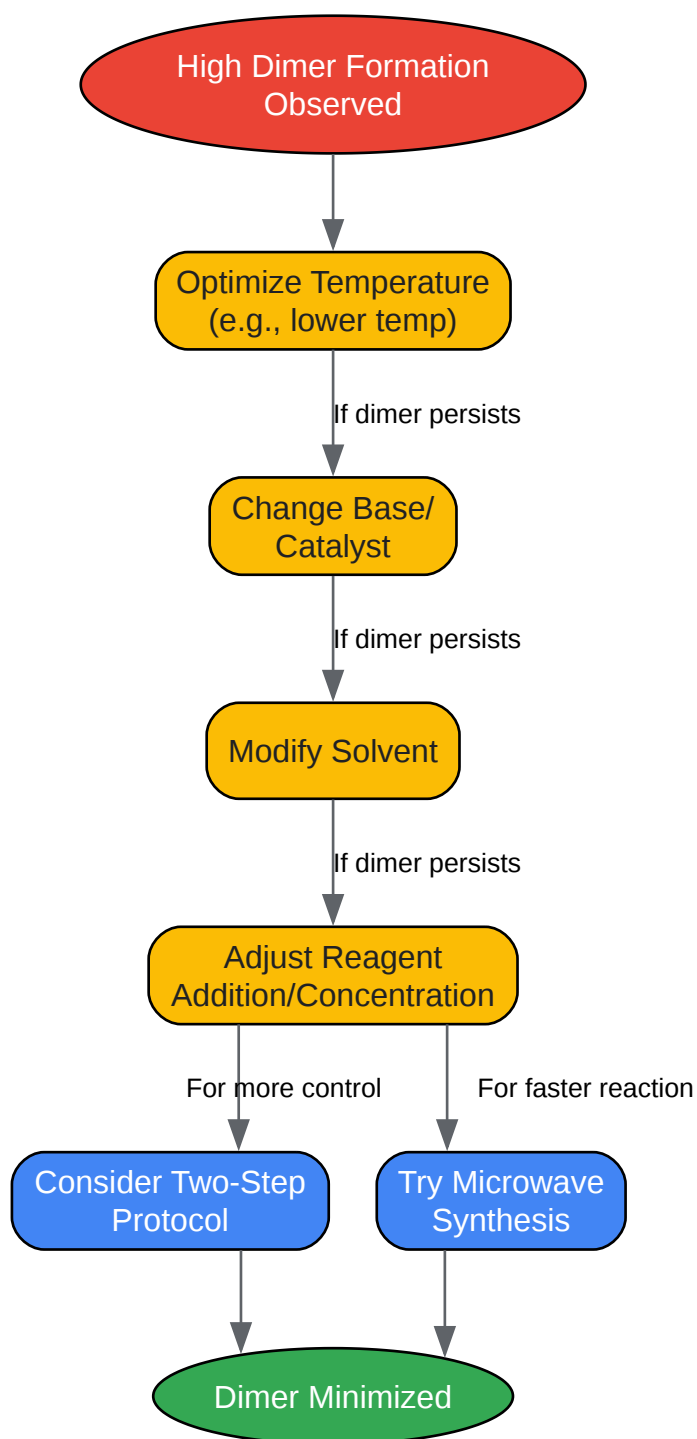 High Dimer Formation
Observed
Optimize Temperature
(e.g., lower temp)
If dimer persists
Change Base/
Catalyst
If dimer persists
Modify Solvent
If dimer persists
Adjust Reagent
Addition/Concentration
For more control
For faster reaction
Consider Two-Step
Protocol
Try Microwave
Synthesis
Dimer Minimized